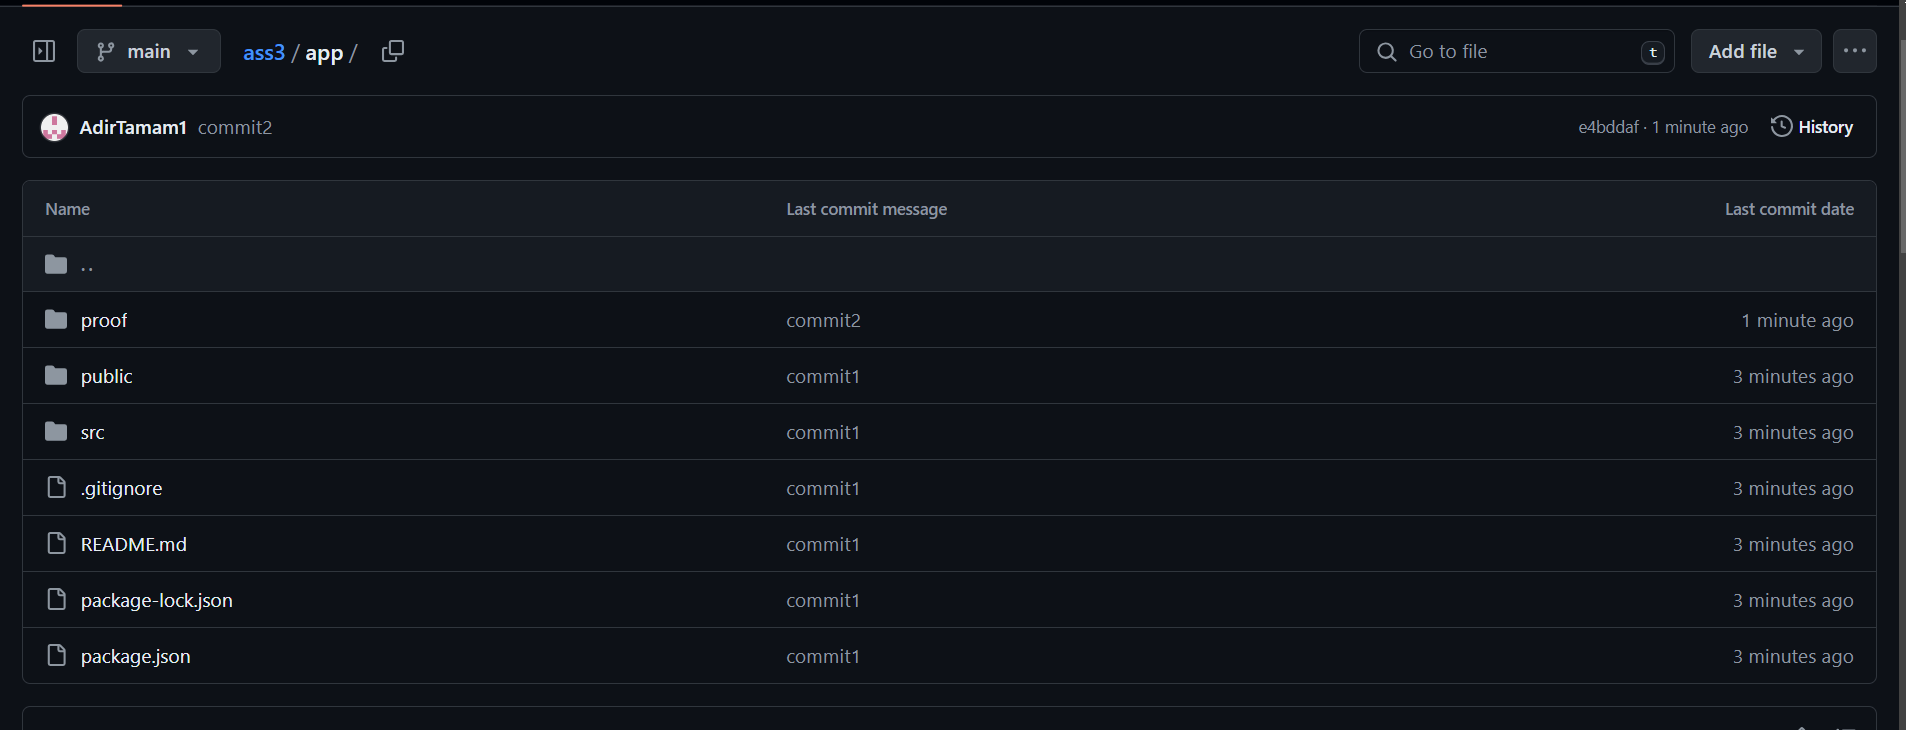 main
ass3 / app /
Go to file
t
Add file
AdirTamam1 commit2
e4bddaf · 1 minute ago
History
Name Last commit message Last commit date
..
proof commit2 1 minute ago
public commit1 3 minutes ago
src commit1 3 minutes ago
.gitignore commit1 3 minutes ago
README.md commit1 3 minutes ago
package-lock.json commit1 3 minutes ago
package.json commit1 3 minutes ago